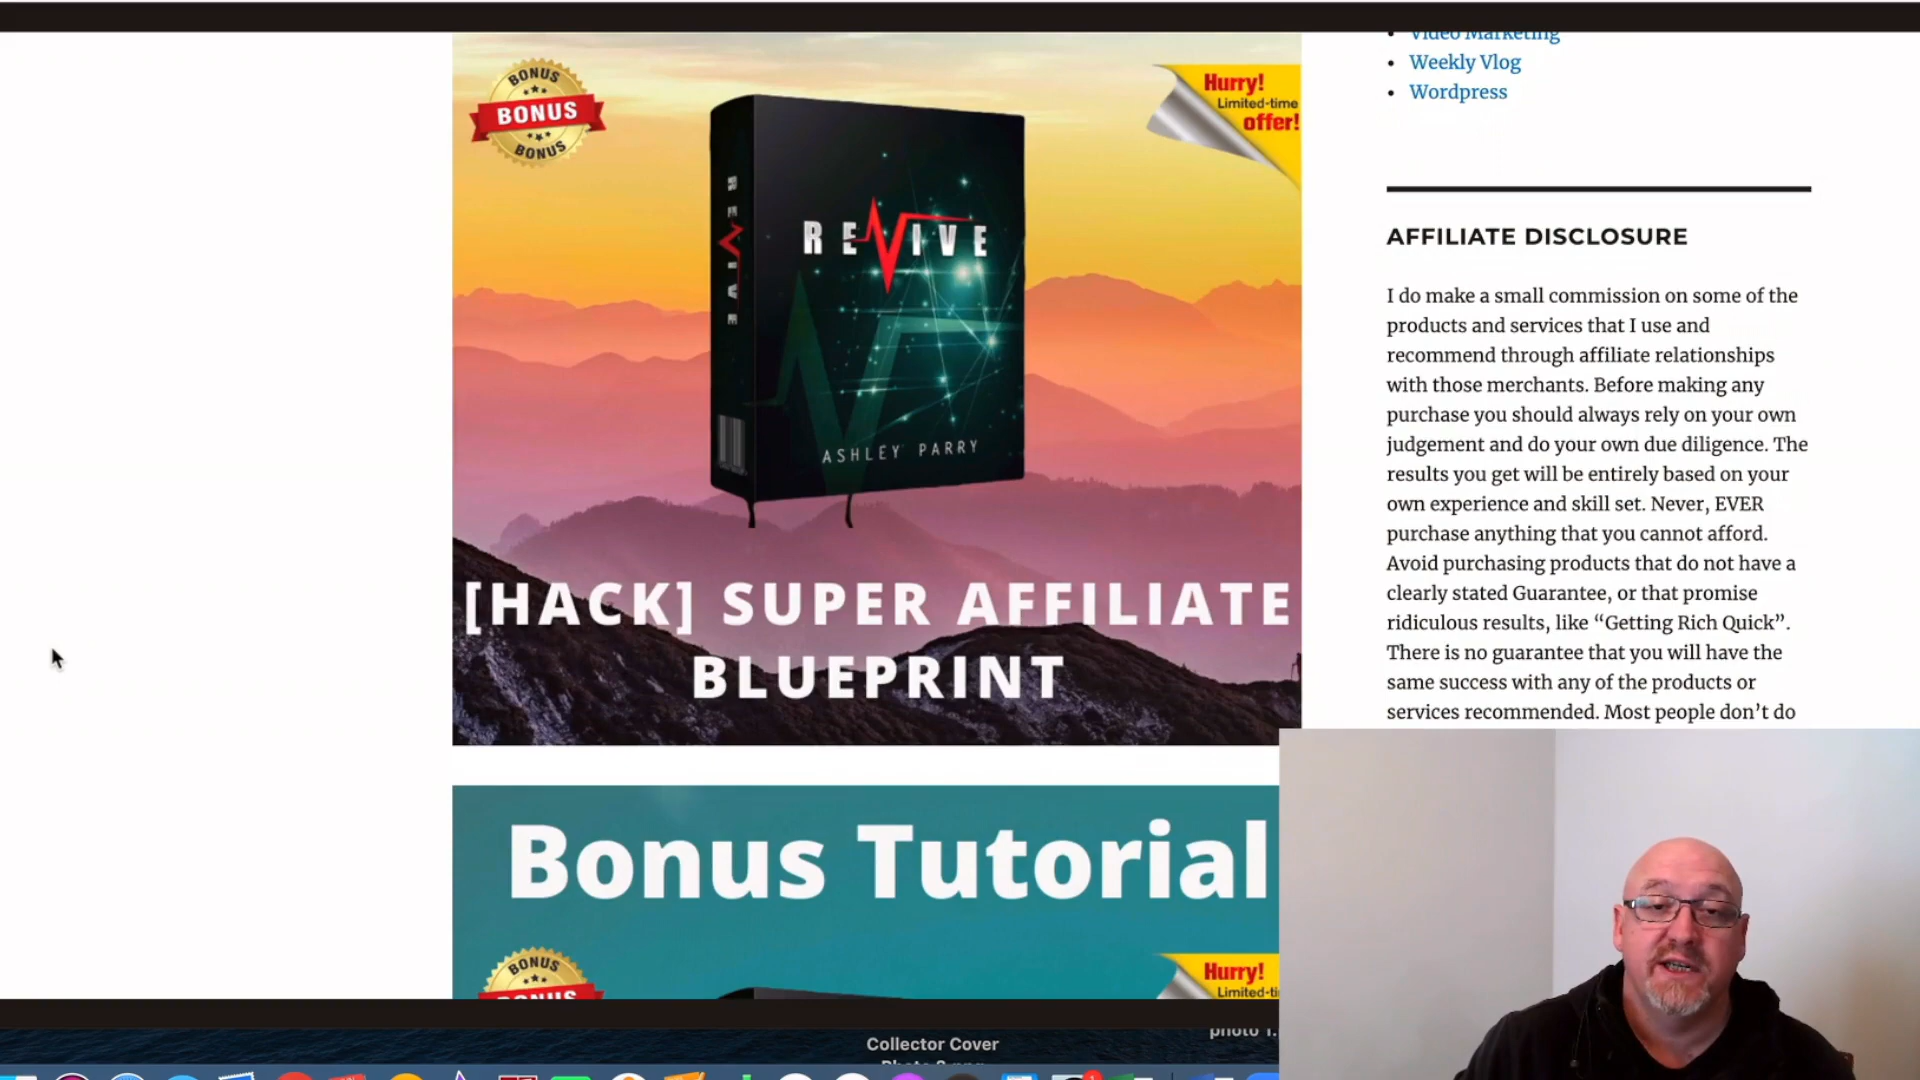 BONUS
BONUS
BONUS
Hurry!
Limited-time
offer!
REVIVE
REVIVE
ASHLEY PARRY
[HACK] SUPER AFFILIATE
BLUEPRINT
Bonus Tutorial
BONUS
BONUS
Hurry!
Video Marketing
Weekly Vlog
Wordpress
AFFILIATE DISCLOSURE
I do make a small commission on some of the
products and services that I use and
recommend through affiliate relationships
with those merchants. Before making any
purchase you should always rely on your own
judgement and do your own due diligence. The
results you get will be entirely based on your
own experience and skill set. Never, EVER
purchase anything that you cannot afford.
Avoid purchasing products that do not have a
clearly stated Guarantee, or that promise
ridiculous results, like “Getting Rich Quick”.
There is no guarantee that you will have the
same success with any of the products or
services recommended. Most people don’t do
Collector Cover